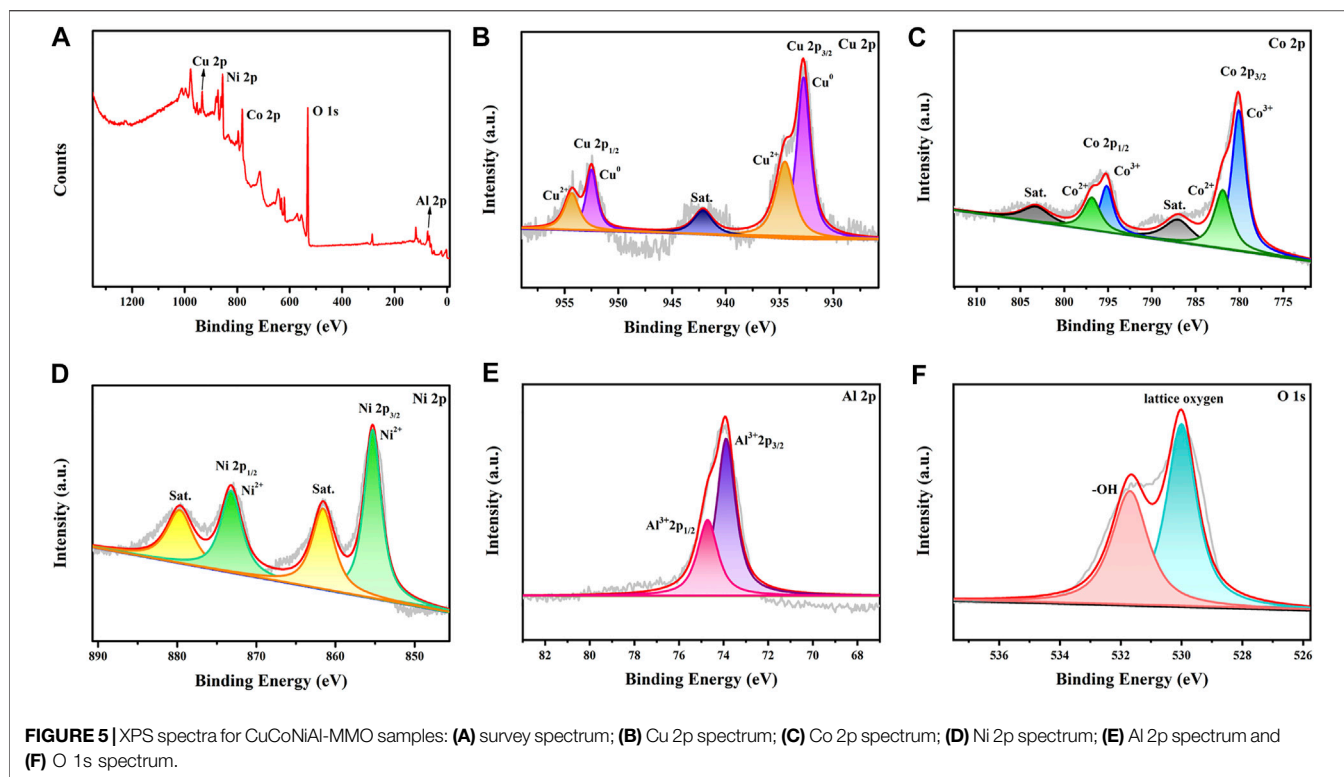 A
Cu 2p
Ni 2p
Co 2p
O 1s
Al 2p
Counts
1200 1000 800 600 400 200 0
Binding Energy (eV)
B
Cu 2p3/2 Cu 2p
Cu0
Cu 2p1/2
Cu0
Cu2+
Cu2+
Sat.
Intensity (a.u.)
955 950 945 940 935 930
Binding Energy (eV)
C
Co 2p
Co 2p3/2
Co3+
Co 2p1/2
Co3+
Co2+
Co2+
Sat.
Sat.
Intensity (a.u.)
810 805 800 795 790 785 780 775
Binding Energy (eV)
D
Ni 2p
Ni 2p3/2
Ni2+
Ni 2p1/2
Ni2+
Sat.
Sat.
Intensity (a.u.)
890 880 870 860 850
Binding Energy (eV)
E
Al 2p
Al3+2p3/2
Al3+2p1/2
Intensity (a.u.)
82 80 78 76 74 72 70 68
Binding Energy (eV)
F
lattice oxygen O 1s
-OH
Intensity (a.u.)
536 534 532 530 528 526
Binding Energy (eV)
FIGURE 5 | XPS spectra for CuCoNiAl-MMO samples: (A) survey spectrum; (B) Cu 2p spectrum; (C) Co 2p spectrum; (D) Ni 2p spectrum; (E) Al 2p spectrum and
(F) O 1s spectrum.